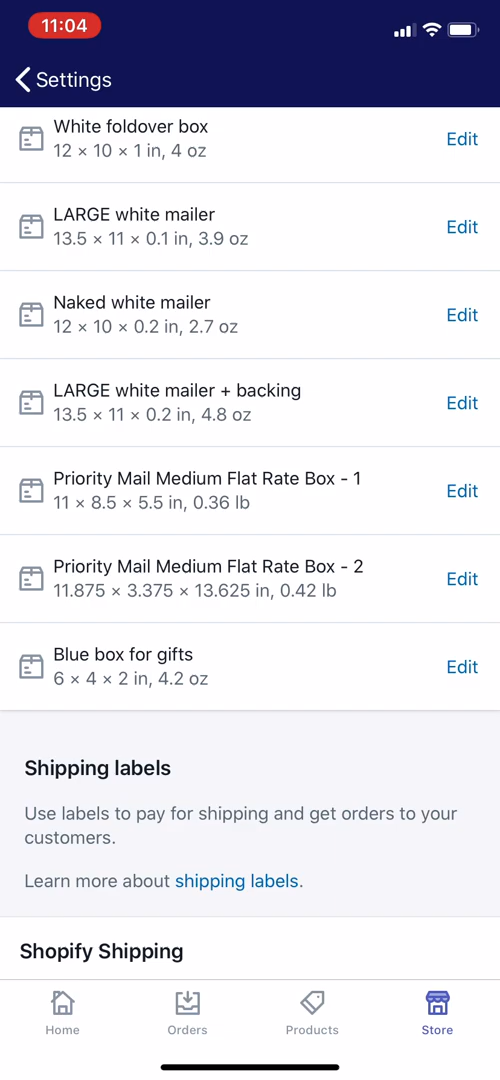 11:04
Settings
White foldover box
12 × 10 × 1 in, 4 oz
Edit
LARGE white mailer
13.5 × 11 × 0.1 in, 3.9 oz
Edit
Naked white mailer
12 × 10 × 0.2 in, 2.7 oz
Edit
LARGE white mailer + backing
13.5 × 11 × 0.2 in, 4.8 oz
Edit
Priority Mail Medium Flat Rate Box - 1
11 × 8.5 × 5.5 in, 0.36 lb
Edit
Priority Mail Medium Flat Rate Box - 2
11.875 × 3.375 × 13.625 in, 0.42 lb
Edit
Blue box for gifts
6 × 4 × 2 in, 4.2 oz
Edit
Shipping labels
Use labels to pay for shipping and get orders to your
customers.
Learn more about shipping labels.
Shopify Shipping
Home
Orders
Products
Store